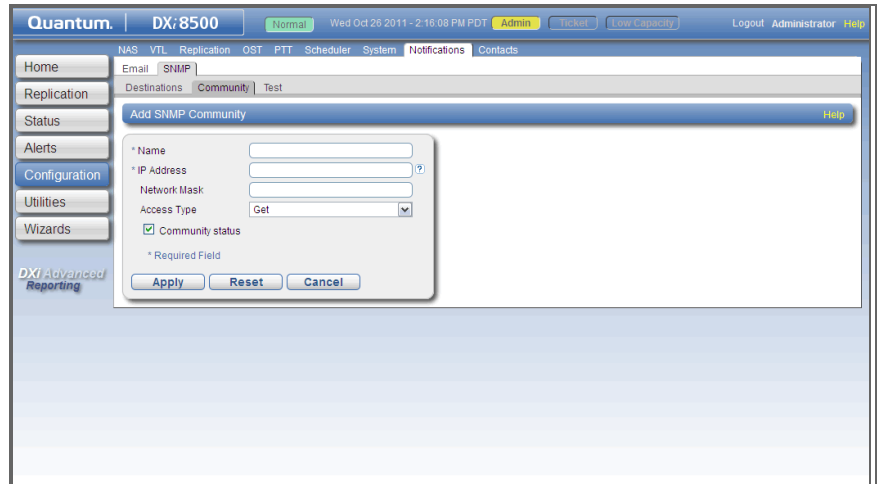 Quantum. DXi8500 Normal Wed Oct 26 2011 - 2:16:08 PM PDT Admin Ticket Low Capacity Logout Administrator Help
NAS VTL Replication OST PTT Scheduler System Notifications Contacts
Home
Replication
Status
Alerts
Configuration
Utilities
Wizards
DXi Advanced
Reporting
Email SNMP
Destinations Community Test
Add SNMP Community Help
* Name
* IP Address ?
Network Mask
Access Type Get
Community status
* Required Field
Apply Reset Cancel